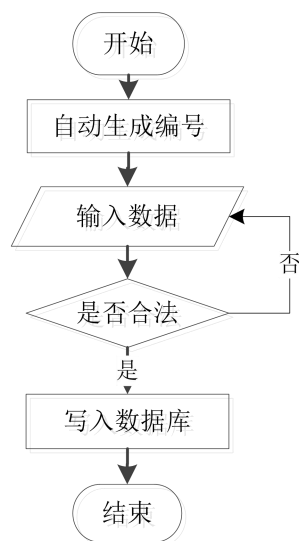 开始
自动生成编号
输入数据
否
是否合法
是
写入数据库
结束